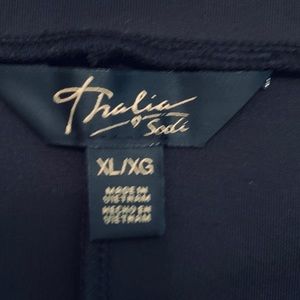 Thalia
Sodi
XL/XG
MADE IN
VIETNAM
HECHO EN
VIETNAM